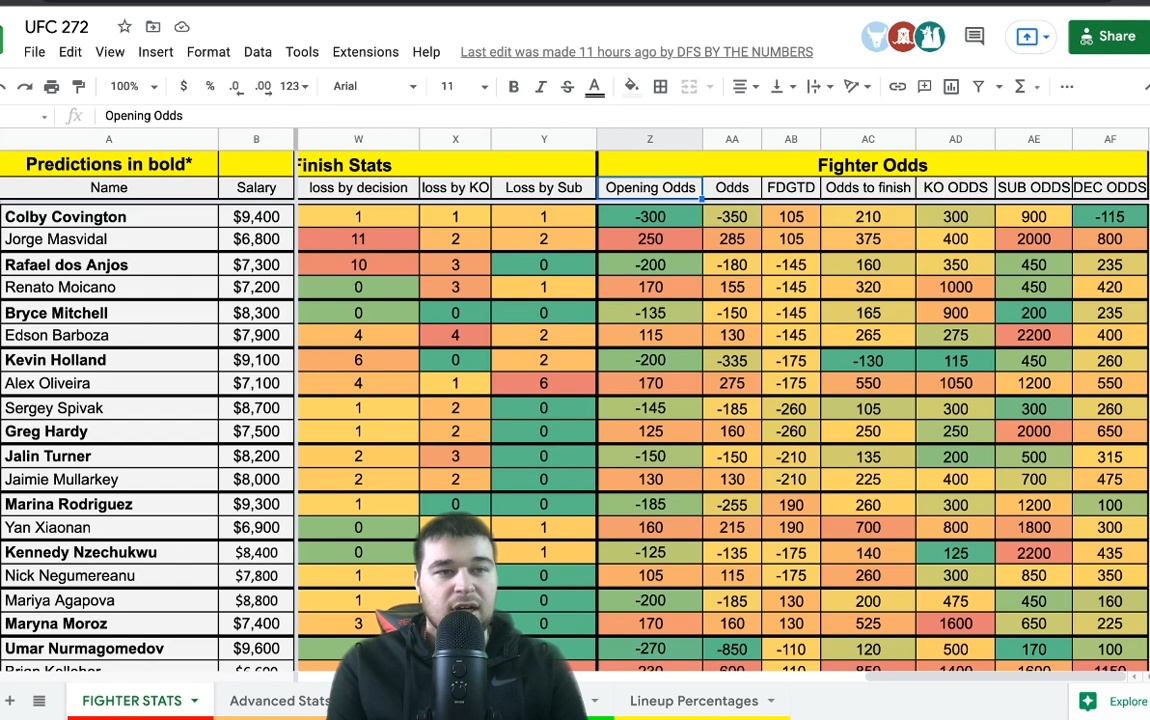 UFC 272
File Edit View Insert Format Data Tools Extensions Help Last edit was made 11 hours ago by DFS BY THE NUMBERS
Share
100% $ % .0 .00 123 Arial 11 B I S A
fx Opening Odds
A B W X Y Z AA AB AC AD AE AF
Predictions in bold* Finish Stats Fighter Odds
Name Salary loss by decision loss by KO Loss by Sub Opening Odds Odds FDGTD Odds to finish KO ODDS SUB ODDS DEC ODDS
Colby Covington $9,400 1 1 1 -300 -350 105 210 300 900 -115
Jorge Masvidal $6,800 11 2 2 250 285 105 375 400 2000 800
Rafael dos Anjos $7,300 10 3 0 -200 -180 -145 160 350 450 235
Renato Moicano $7,200 0 3 1 170 155 -145 320 1000 450 420
Bryce Mitchell $8,300 0 0 0 -135 -150 -145 165 900 200 235
Edson Barboza $7,900 4 4 2 115 130 -145 265 275 2200 400
Kevin Holland $9,100 6 0 2 -200 -335 -175 -130 115 450 260
Alex Oliveira $7,100 4 1 6 170 275 -175 550 1050 1200 550
Sergey Spivak $8,700 1 2 0 -145 -185 -260 105 300 300 260
Greg Hardy $7,500 1 2 0 125 160 -260 250 250 2000 650
Jalin Turner $8,200 2 3 0 -150 -150 -210 135 200 500 315
Jaimie Mullarkey $8,000 2 2 0 130 130 -210 225 400 700 475
Marina Rodriguez $9,300 1 0 0 -185 -255 190 260 300 1200 100
Yan Xiaonan $6,900 0 1 160 215 190 700 800 1800 300
Kennedy Nzechukwu $8,400 0 1 -125 -135 -175 140 125 2200 435
Nick Negumereanu $7,800 1 0 105 115 -175 260 300 850 350
Mariya Agapova $8,800 1 0 -200 -185 130 200 475 450 160
Maryna Moroz $7,400 3 0 170 160 130 525 1600 650 225
Umar Nurmagomedov $9,600 0 -270 -850 -110 120 500 170 100
FIGHTER STATS Advanced Stats Lineup Percentages Explore